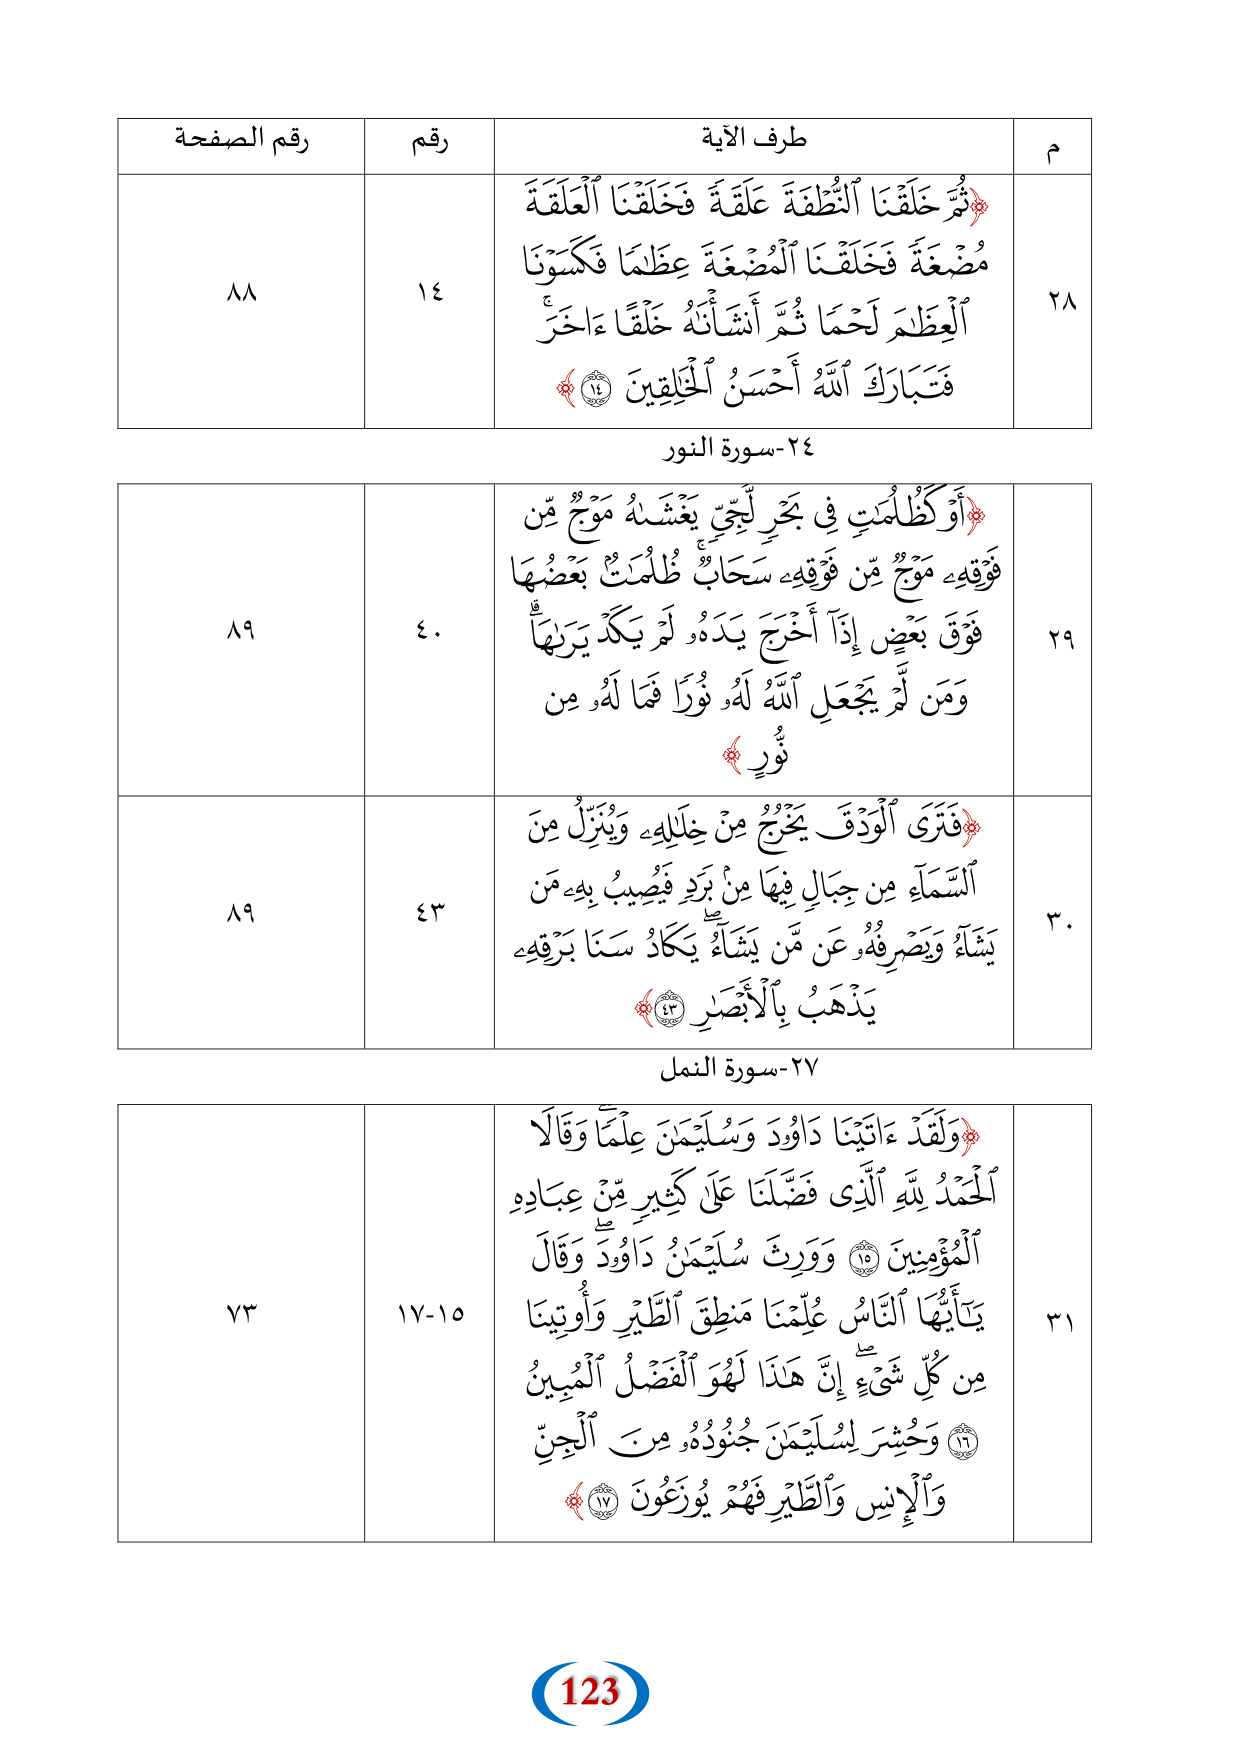 م طرف الآية رقم رقم الصفحة
﴿ثُمَّ خَلَقۡنَا ٱلنُّطۡفَةَ عَلَقَةٗ فَخَلَقۡنَا ٱلۡعَلَقَةَ
مُضۡغَةٗ فَخَلَقۡنَا ٱلۡمُضۡغَةَ عِظَٰمٗا فَكَسَوۡنَا
ٱلۡعِظَٰمَ لَحۡمٗا ثُمَّ أَنشَأۡنَٰهُ خَلۡقًا ءَاخَرَۚ
فَتَبَارَكَ ٱللَّهُ أَحۡسَنُ ٱلۡخَٰلِقِينَ ١٤﴾
٢٨ ١٤ ٨٨
٢٤-سورة النور
﴿أَوۡ كَظُلُمَٰتٖ فِي بَحۡرٖ لُّجِّيّٖ يَغۡشَىٰهُ مَوۡجٞ مِّن
فَوۡقِهِۦ مَوۡجٞ مِّن فَوۡقِهِۦ سَحَابٞۚ ظُلُمَٰتُۢ بَعۡضُهَا
فَوۡقَ بَعۡضٍ إِذَآ أَخۡرَجَ يَدَهُۥ لَمۡ يَكَدۡ يَرَىٰهَاۗ
وَمَن لَّمۡ يَجۡعَلِ ٱللَّهُ لَهُۥ نُورٗا فَمَا لَهُۥ مِن
نُّورٍ ﴾
٢٩ ٤٠ ٨٩
﴿فَتَرَى ٱلۡوَدۡقَ يَخۡرُجُ مِنۡ خِلَٰلِهِۦ وَيُنَزِّلُ مِنَ
ٱلسَّمَآءِ مِن جِبَالٖ فِيهَا مِنۢ بَرَدٖ فَيُصِيبُ بِهِۦ مَن
يَشَآءُ وَيَصۡرِفُهُۥ عَن مَّن يَشَآءُۖ يَكَادُ سَنَا بَرۡقِهِۦ
يَذۡهَبُ بِٱلۡأَبۡصَٰرِ ٤٣﴾
٣٠ ٤٣ ٨٩
٢٧-سورة النمل
﴿وَلَقَدۡ ءَاتَيۡنَا دَاوُۥدَ وَسُلَيۡمَٰنَ عِلۡمٗاۖ وَقَالَا
ٱلۡحَمۡدُ لِلَّهِ ٱلَّذِي فَضَّلَنَا عَلَىٰ كَثِيرٖ مِّنۡ عِبَادِهِ
ٱلۡمُؤۡمِنِينَ ١٥ وَوَرِثَ سُلَيۡمَٰنُ دَاوُۥدَۖ وَقَالَ
يَٰٓأَيُّهَا ٱلنَّاسُ عُلِّمۡنَا مَنطِقَ ٱلطَّيۡرِ وَأُوتِينَا
مِن كُلِّ شَيۡءٍۖ إِنَّ هَٰذَا لَهُوَ ٱلۡفَضۡلُ ٱلۡمُبِينُ
١٦ وَحُشِرَ لِسُلَيۡمَٰنَ جُنُودُهُۥ مِنَ ٱلۡجِنِّ
وَٱلۡإِنسِ وَٱلطَّيۡرِ فَهُمۡ يُوزَعُونَ ١٧﴾
٣١ ١٥-١٧ ٧٣
123